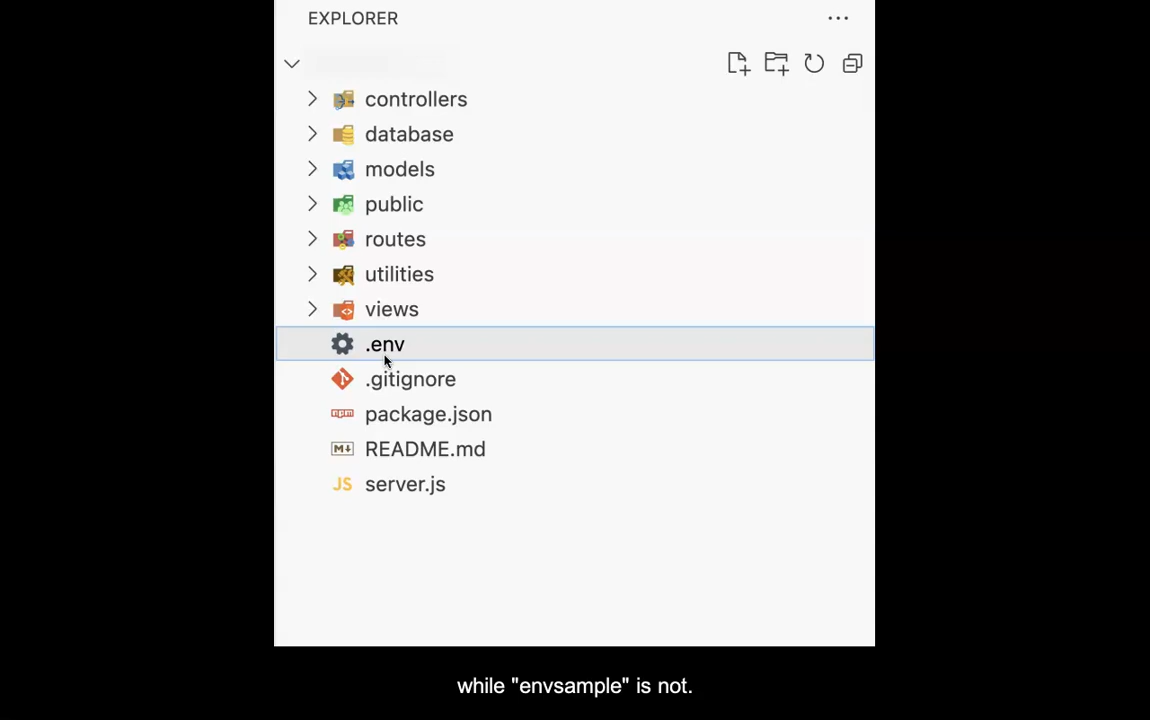 EXPLORER
controllers
database
models
public
routes
utilities
views
.env
.gitignore
package.json
README.md
JS server.js
while "envsample" is not.